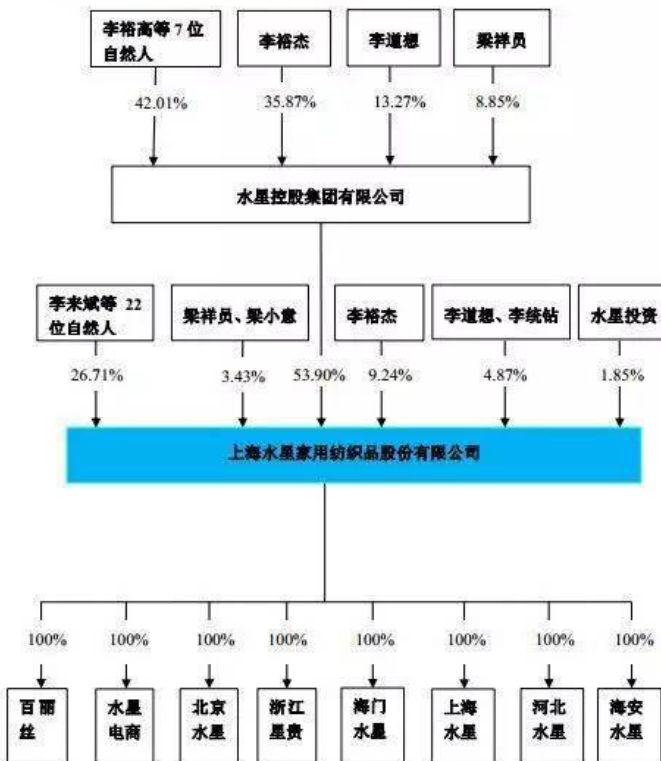 李裕高等 7 位
自然人
李裕杰
李道想
梁祥员
42.01%
35.87%
13.27%
8.85%
水星控股集团有限公司
李来斌等 22
位自然人
梁祥员、梁小意
李裕杰
李道想、李统钻
水星投资
26.71%
3.43%
53.90%
9.24%
4.87%
1.85%
上海水星家用纺织品股份有限公司
100%
100%
100%
100%
100%
100%
100%
100%
百丽
丝
水星
电商
北京
水星
浙江
星贵
海门
水星
上海
水星
河北
水星
海安
水星